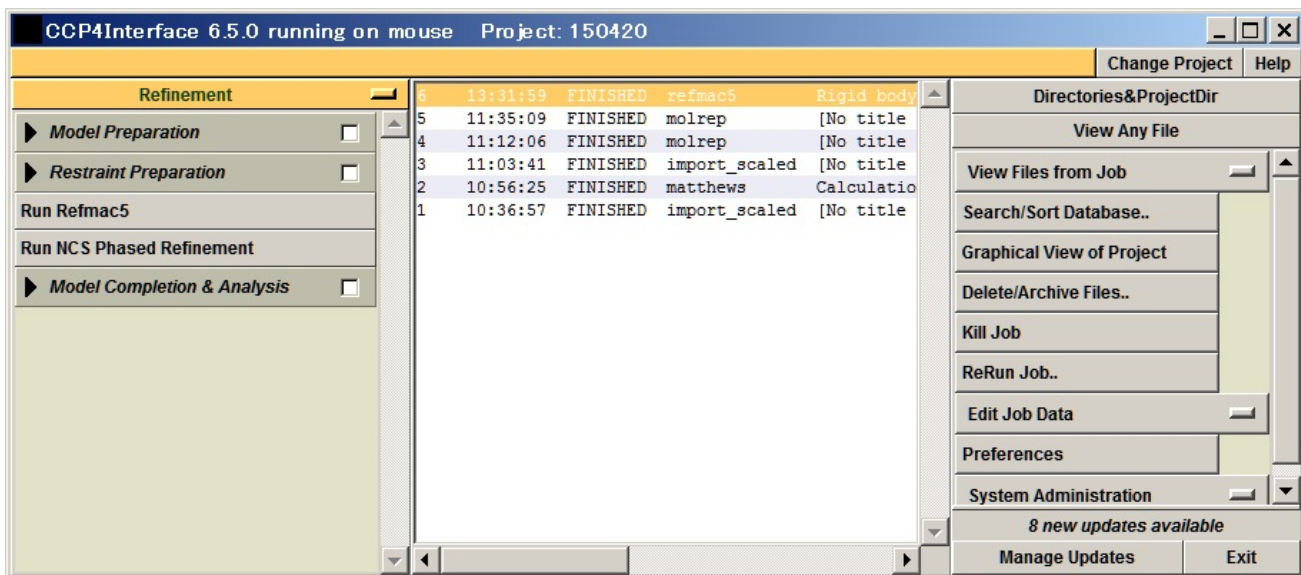 CCP4Interface 6.5.0 running on mouse Project: 150420
Change Project Help
Refinement
Model Preparation
Restraint Preparation
Run Refmac5
Run NCS Phased Refinement
Model Completion & Analysis
6 13:31:59 FINISHED refmac5 Rigid body
5 11:35:09 FINISHED molrep [No title
4 11:12:06 FINISHED molrep [No title
3 11:03:41 FINISHED import_scaled [No title
2 10:56:25 FINISHED matthews Calculatio
1 10:36:57 FINISHED import_scaled [No title
Directories&ProjectDir
View Any File
View Files from Job
Search/Sort Database..
Graphical View of Project
Delete/Archive Files..
Kill Job
ReRun Job..
Edit Job Data
Preferences
System Administration
8 new updates available
Manage Updates Exit